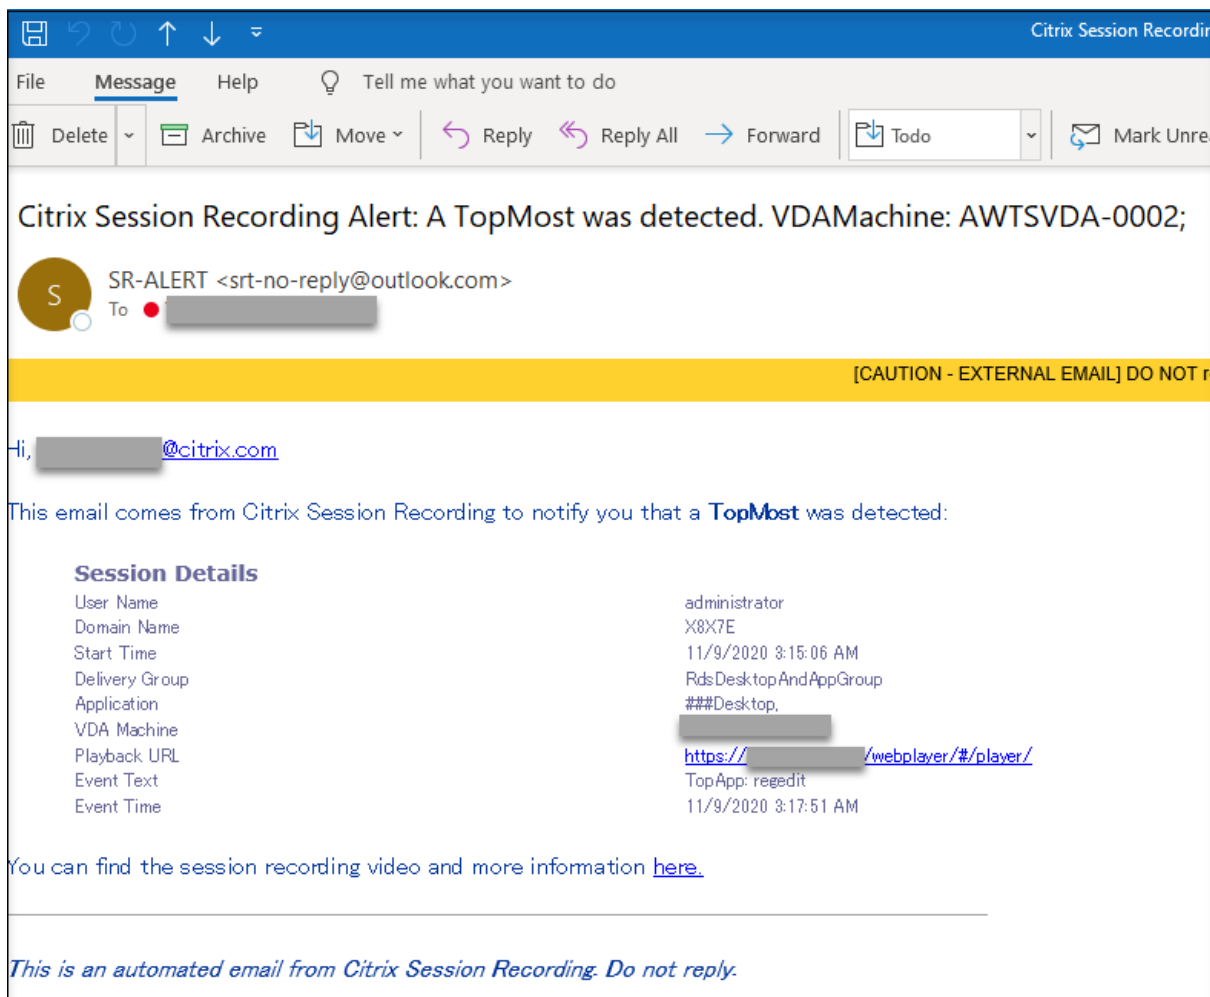 Citrix Session Recordin
File Message Help Tell me what you want to do
Delete Archive Move Reply Reply All Forward Todo Mark Unre
Citrix Session Recording Alert: A TopMost was detected. VDAMachine: AWTSVDA-0002;
S
SR-ALERT <srt-no-reply@outlook.com>
To
[CAUTION - EXTERNAL EMAIL] DO NOT r
Hi, @citrix.com
This email comes from Citrix Session Recording to notify you that a TopMost was detected:
Session Details
User Name administrator
Domain Name X8X7E
Start Time 11/9/2020 3:15:06 AM
Delivery Group RdsDesktopAndAppGroup
Application ###Desktop,
VDA Machine
Playback URL https:// /webplayer/#/player/
Event Text TopApp: regedit
Event Time 11/9/2020 3:17:51 AM
You can find the session recording video and more information here.
This is an automated email from Citrix Session Recording. Do not reply.